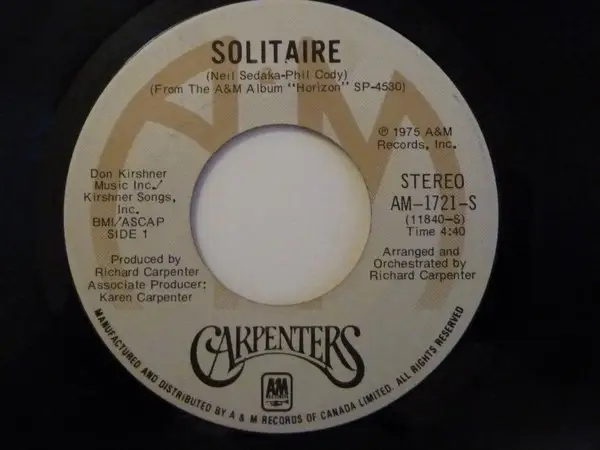 SOLITAIRE
(Neil Sedaka-Phil Cody)
(From The A&M Album "Horizon" SP-4530)
℗ 1975 A&M
Records, Inc.
Don Kirshner
Music Inc./
Kirshner Songs,
Inc.
BMI/ASCAP
SIDE 1
STEREO
AM-1721-S
(11840-S)
Time 4:40
Produced by
Richard Carpenter
Associate Producer:
Karen Carpenter
Arranged and
Orchestrated by
Richard Carpenter
CARPENTERS
A&M
RECORDS
MANUFACTURED AND DISTRIBUTED BY A & M RECORDS OF CANADA LIMITED. ALL RIGHTS RESERVED